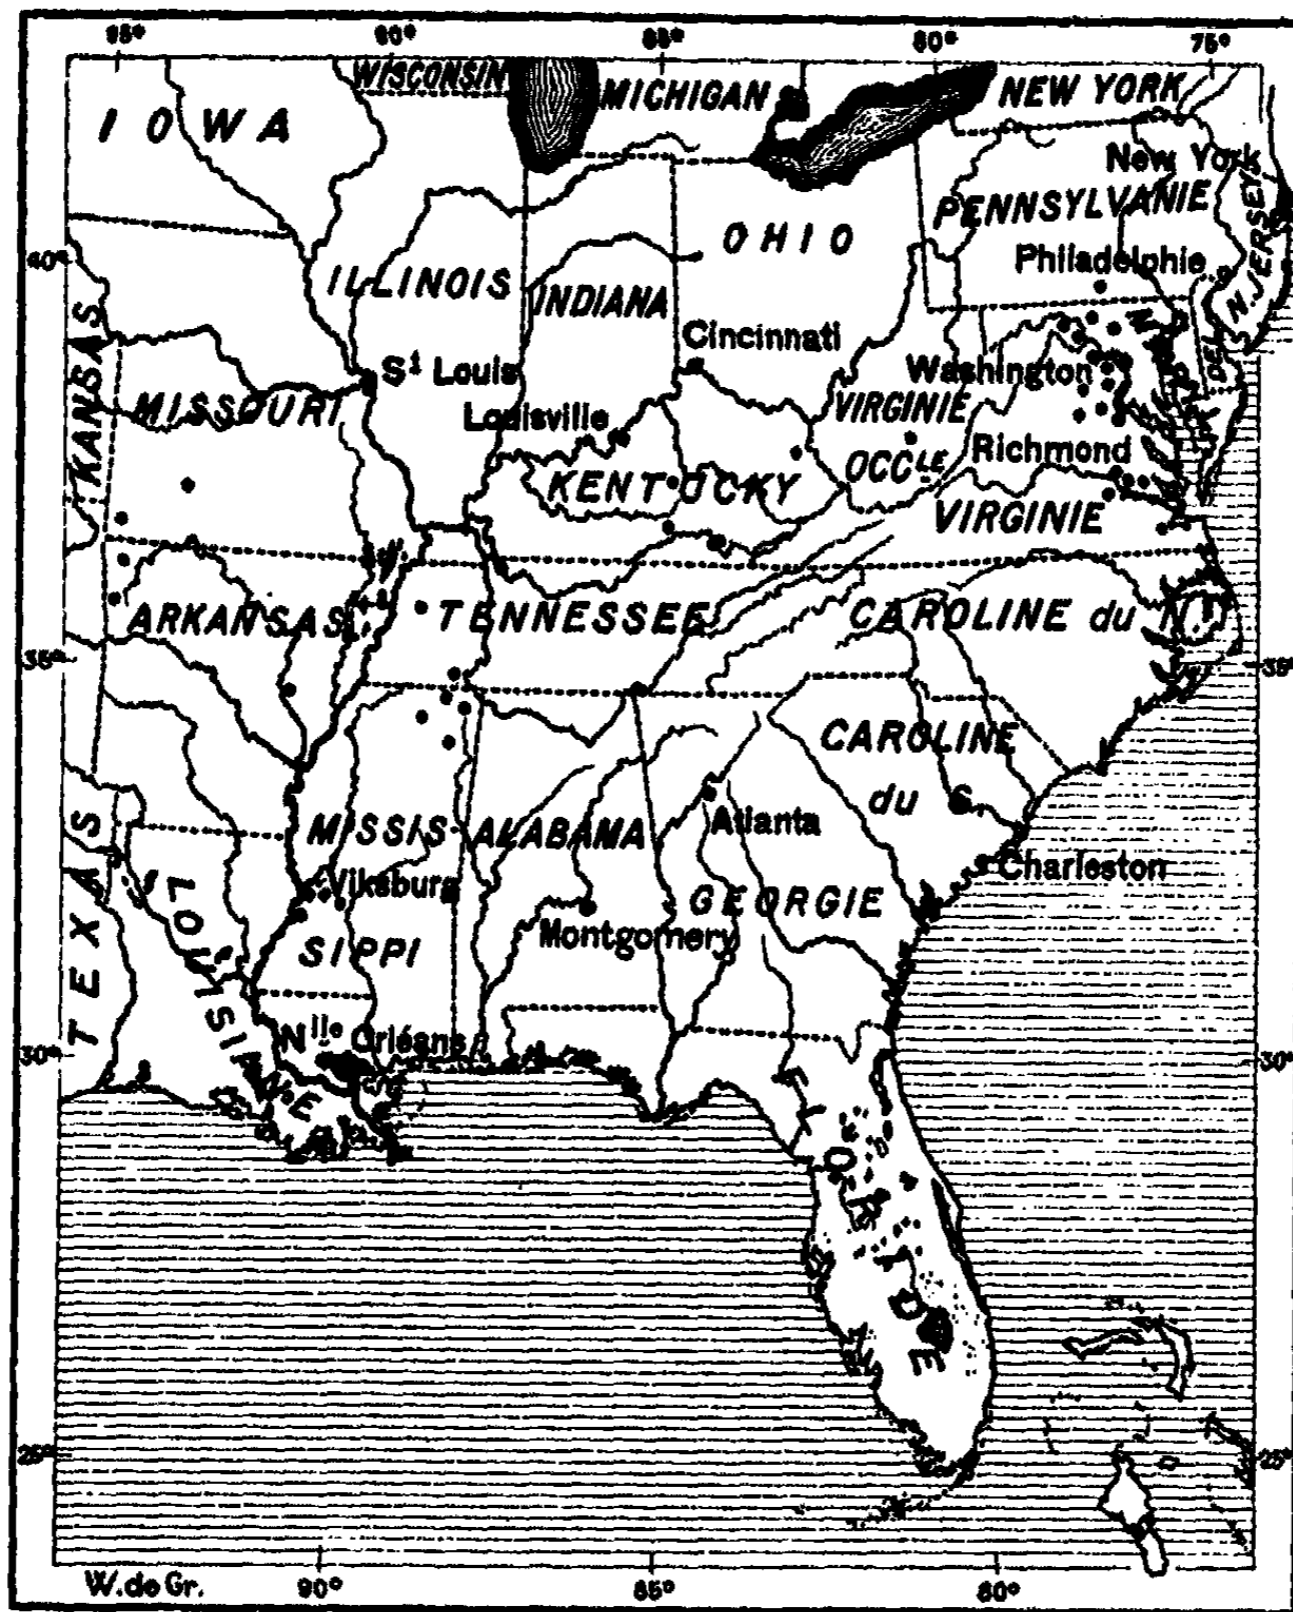 95° 90° 85° 80° 75°
WISCONSIN
MICHIGAN
NEW YORK
IOWA
New York
PENNSYLVANIE
N. JERSEY
OHIO
Philadelphie
40°
ILLINOIS
INDIANA
Cincinnati
KANSAS
St Louis
Washington
DEL
MISSOURI
Louisville
VIRGINIE
OCCLE
Richmond
KENTUCKY
VIRGINIE
ARKANSAS
TENNESSEE
CAROLINE du N.
35° 35°
CAROLINE
du S.
TEXAS
MISSIS
SIPPI
ALABAMA
Atlanta
Viksburg
Charleston
GEORGIE
Montgomery
LOUISIANE
Nlle Orléans
30° 30°
FLORIDE
25° 25°
W. de Gr.
90° 85° 80°